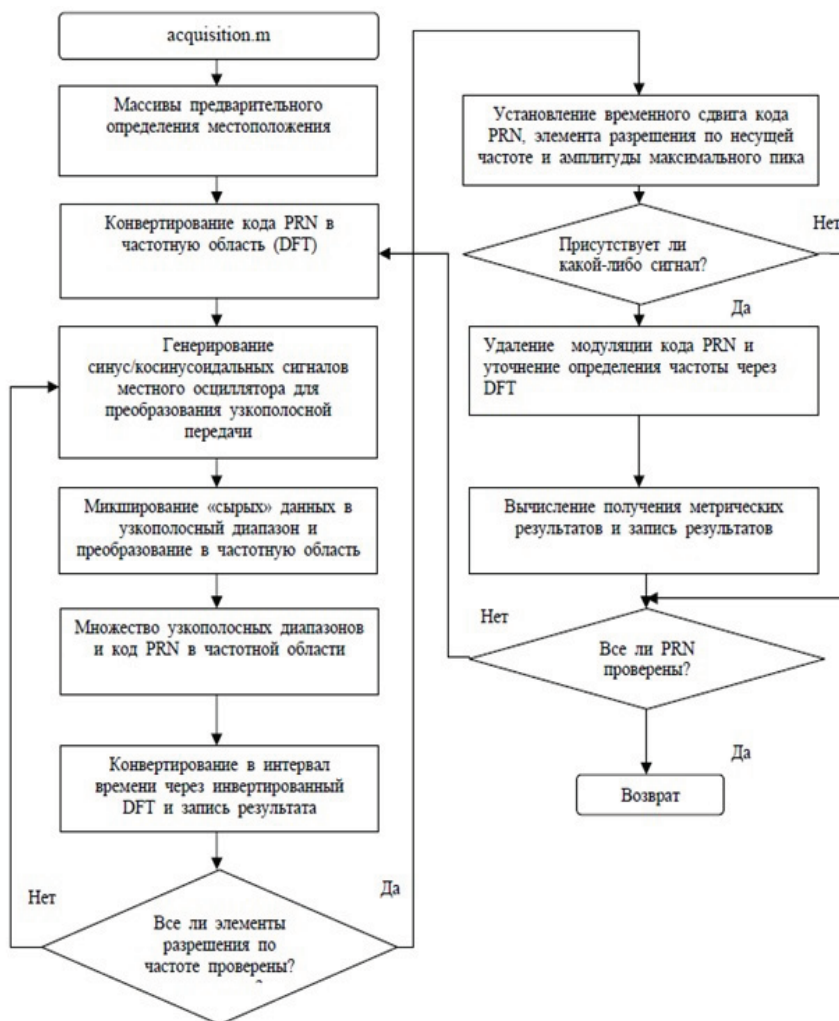 acquisition.m
Массивы предварительного
определения местоположения
Конвертирование кода PRN в
частотную область (DFT)
Генерирование
синус/косинусоидальных сигналов
местного осциллятора для
преобразования узкополосной
передачи
Микширование «сырых» данных в
узкополосный диапазон и
преобразование в частотную область
Множество узкополосных диапазонов
и код PRN в частотной области
Конвертирование в интервал
времени через инвертированный
DFT и запись результата
Нет
Да
Все ли элементы
разрешения по
частоте проверены?
Установление временного сдвига кода
PRN, элемента разрешения по несущей
частоте и амплитуды максимального пика
Нет
Присутствует ли
какой-либо сигнал?
Да
Удаление модуляции кода PRN и
уточнение определения частоты через
DFT
Вычисление получения метрических
результатов и запись результатов
Нет
Все ли PRN
проверены?
Да
Возврат